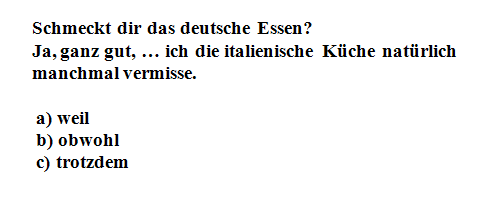 Schmeckt dir das deutsche Essen?
Ja, ganz gut, … ich die italienische Küche natürlich
manchmal vermisse.
a) weil
b) obwohl
c) trotzdem